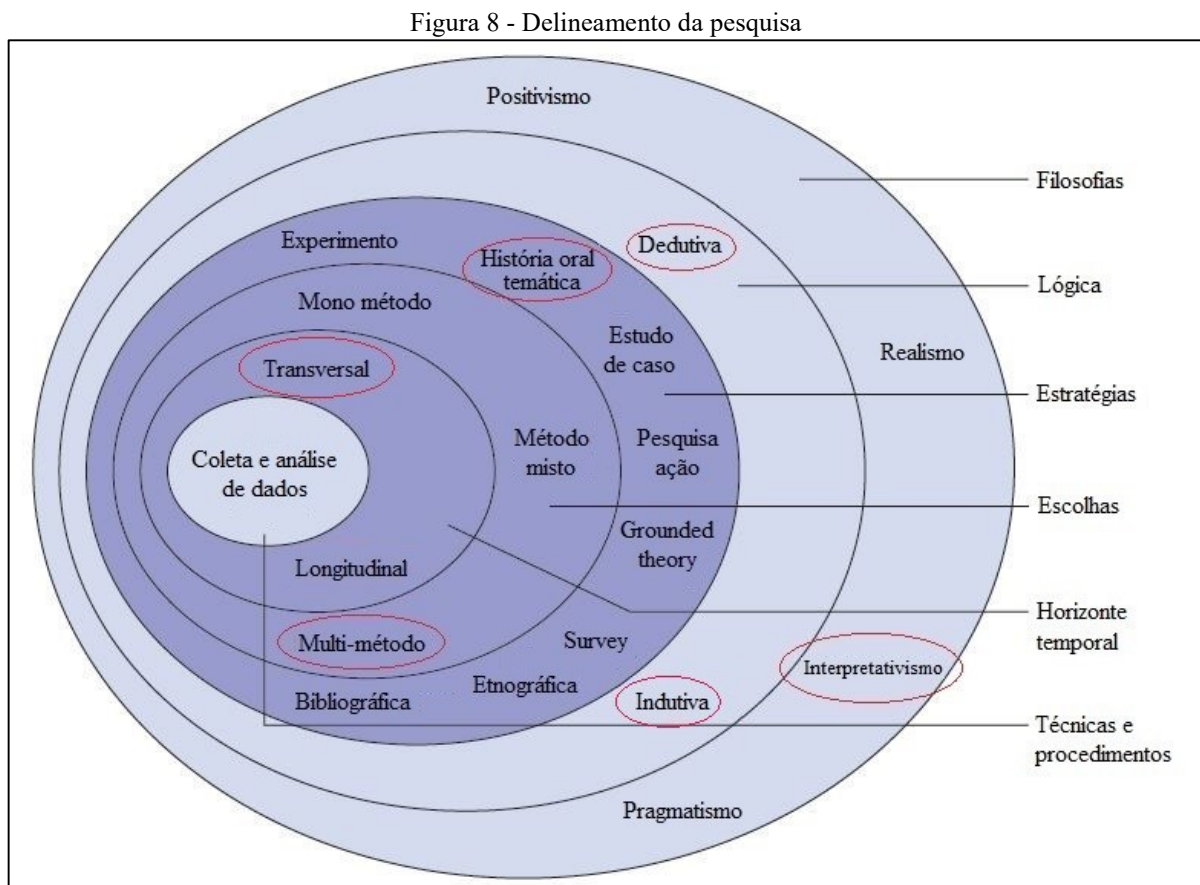 Figura 8 - Delineamento da pesquisa
Positivismo
Filosofias
Experimento
História oral
temática
Dedutiva
Lógica
Mono método
Estudo
de caso
Realismo
Transversal
Estratégias
Coleta e análise
de dados
Método
misto
Pesquisa
ação
Escolhas
Grounded
theory
Longitudinal
Horizonte
temporal
Multi-método
Survey
Interpretativismo
Etnográfica
Bibliográfica
Indutiva
Técnicas e
procedimentos
Pragmatismo